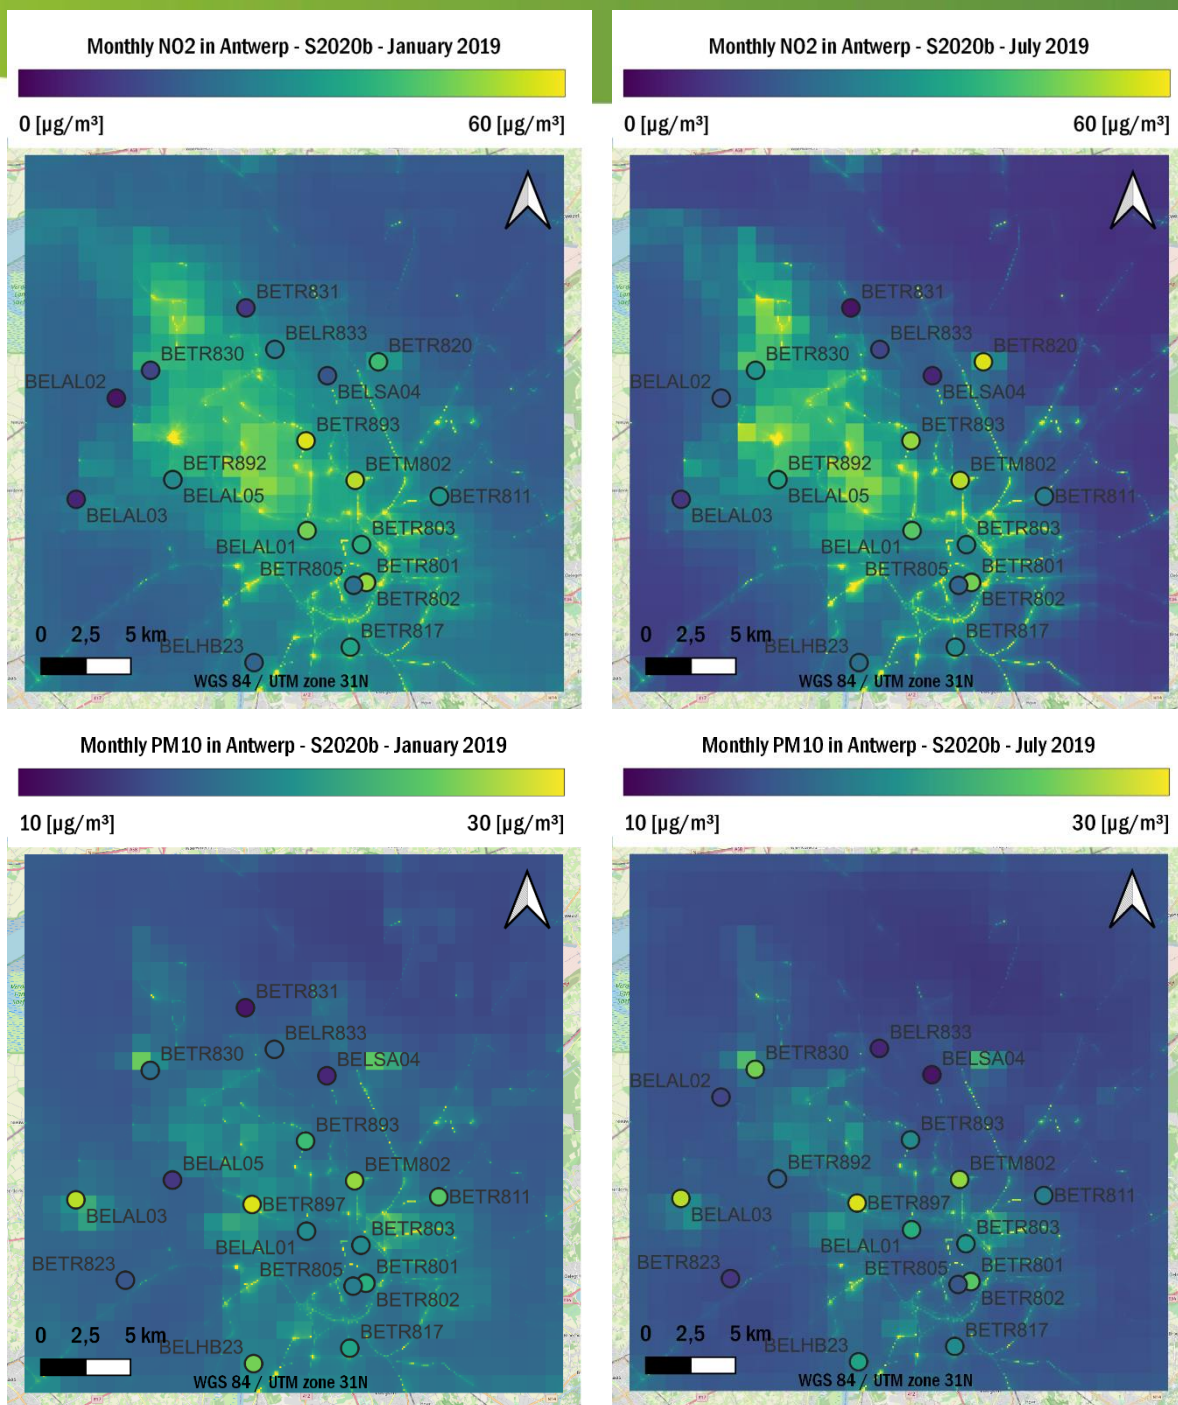 Monthly NO2 in Antwerp - S2020b - January 2019
0 [µg/m³] 60 [µg/m³]
BETR831
BELR833
BETR830
BETR820
BELAL02
BELSA04
BETR893
BETR892
BETM802
BELAL05
BETR811
BELAL03
BETR803
BELAL01
BETR805
BETR801
BETR802
0 2,5 5 km
BETR817
BELHB23
WGS 84 / UTM zone 31N
Monthly NO2 in Antwerp - S2020b - July 2019
0 [µg/m³] 60 [µg/m³]
BETR831
BELR833
BETR830
BETR820
BELAL02
BELSA04
BETR893
BETR892
BETM802
BELAL05
BETR811
BELAL03
BETR803
BELAL01
BETR805
BETR801
BETR802
0 2,5 5 km
BETR817
BELHB23
WGS 84 / UTM zone 31N
Monthly PM10 in Antwerp - S2020b - January 2019
10 [µg/m³] 30 [µg/m³]
BETR831
BELR833
BETR830
BELSA04
BETR893
BELAL05
BETM802
BETR811
BETR897
BELAL03
BETR803
BELAL01
BETR823
BETR805
BETR801
BETR802
0 2,5 5 km
BETR817
BELHB23
WGS 84 / UTM zone 31N
Monthly PM10 in Antwerp - S2020b - July 2019
10 [µg/m³] 30 [µg/m³]
BELR833
BETR830
BELSA04
BELAL02
BETR893
BETR892
BETM802
BETR811
BETR897
BELAL03
BETR803
BELAL01
BETR823
BETR805
BETR801
BETR802
0 2,5 5 km
BETR817
BELHB23
WGS 84 / UTM zone 31N